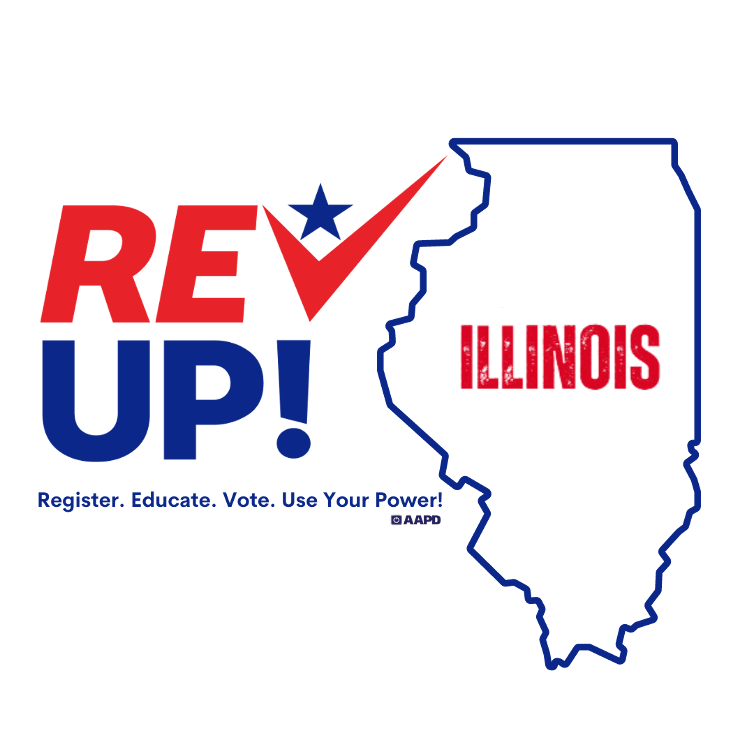 REV
UP!
Register. Educate. Vote. Use Your Power!
AAPD
ILLINOIS